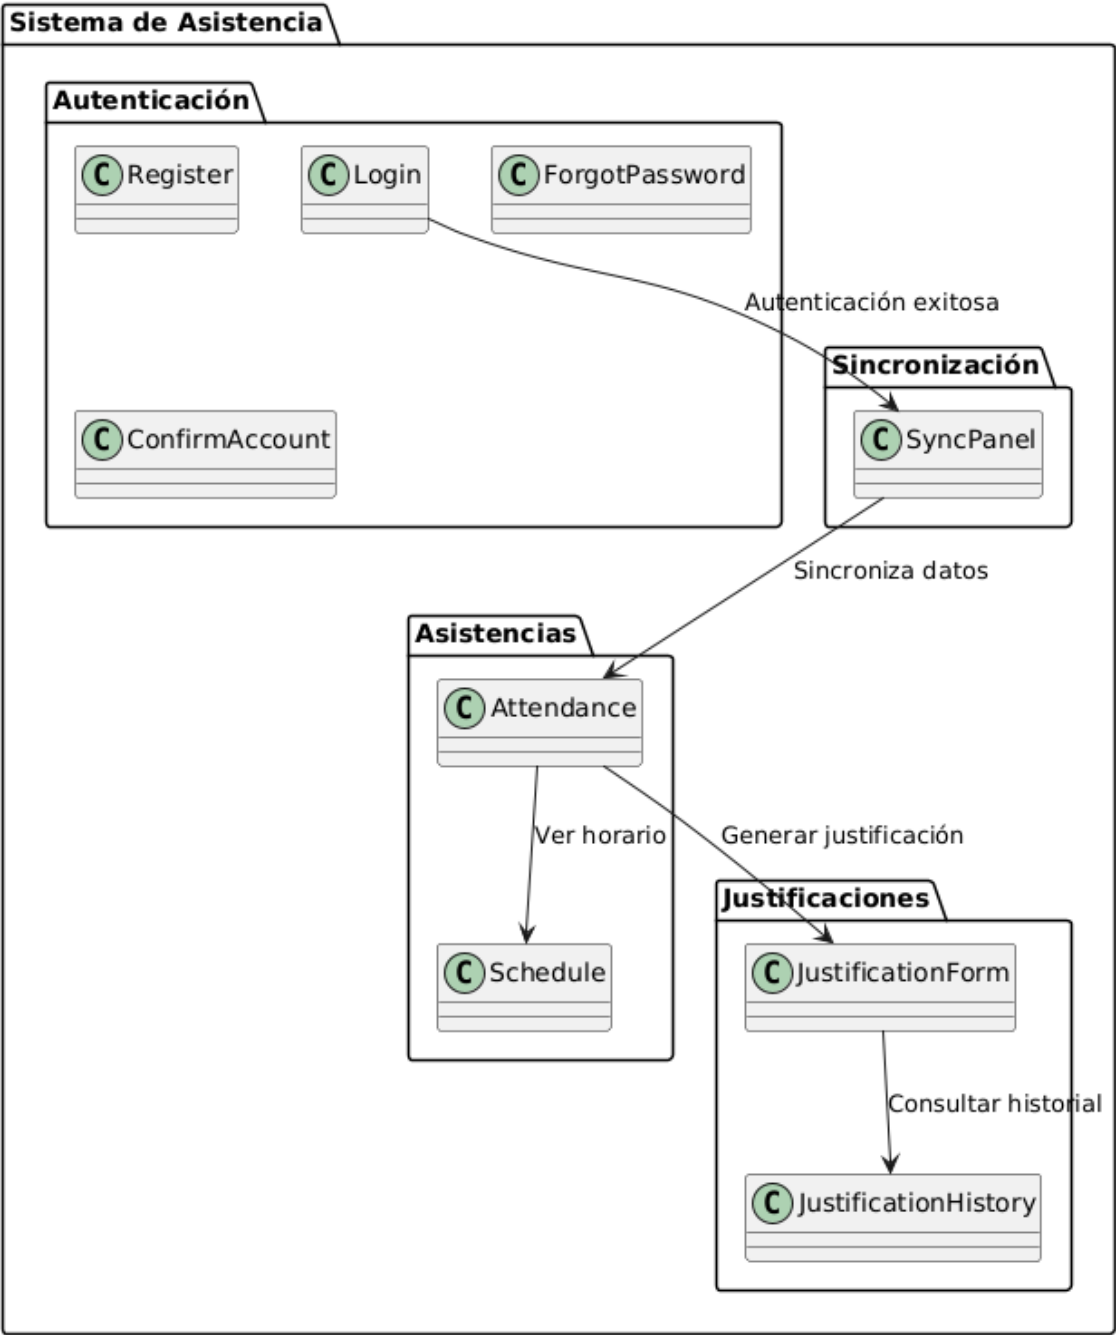 Sistema de Asistencia
Autenticación
C Register
C Login
C ForgotPassword
Autenticación exitosa
Sincronización
C ConfirmAccount
C SyncPanel
Sincroniza datos
Asistencias
C Attendance
Ver horario
Generar justificación
Justificaciones
C Schedule
C JustificationForm
Consultar historial
C JustificationHistory